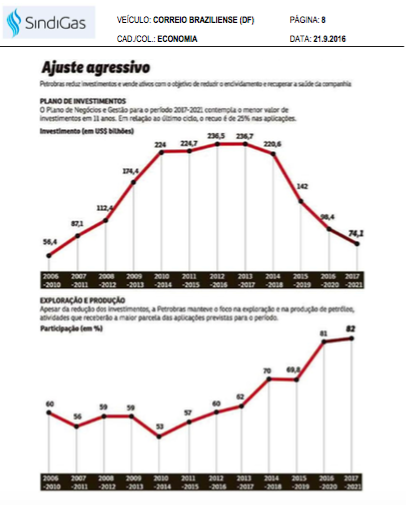 SindiGas
VEÍCULO: CORREIO BRAZILIENSE (DF)
PÁGINA: 8
CAD./COL.: ECONOMIA
DATA: 21.9.2016
Ajuste agressivo
Petrobras reduz investimentos e vende ativos com o objetivo de reduzir o endividamento e recuperar a saúde da companhia
PLANO DE INVESTIMENTOS
O Plano de Negócios e Gestão para o período 2017-2021 contempla o menor valor de
investimentos em 11 anos. Em relação ao último ciclo, o recuo é de 25% nas aplicações.
Investimento (em US$ bilhões)
56,4
87,1
112,4
174,4
224
224,7
236,5
236,7
220,6
142
98,4
74,1
2006 2007 2008 2009 2010 2011 2012 2013 2014 2015 2016 2017
-2010 -2011 -2012 -2013 -2014 -2015 -2016 -2017 -2018 -2019 -2020 -2021
EXPLORAÇÃO E PRODUÇÃO
Apesar da redução dos investimentos, a Petrobras manteve o foco na exploração e na produção de petróleo,
atividades que receberão a maior parcela das aplicações previstas para o período.
Participação (em %)
60
56
59
59
53
57
60
62
70
69,8
81
82
2006 2007 2008 2009 2010 2011 2012 2013 2014 2015 2016 2017
-2010 -2011 -2012 -2013 -2014 -2015 -2016 -2017 -2018 -2019 -2020 -2021